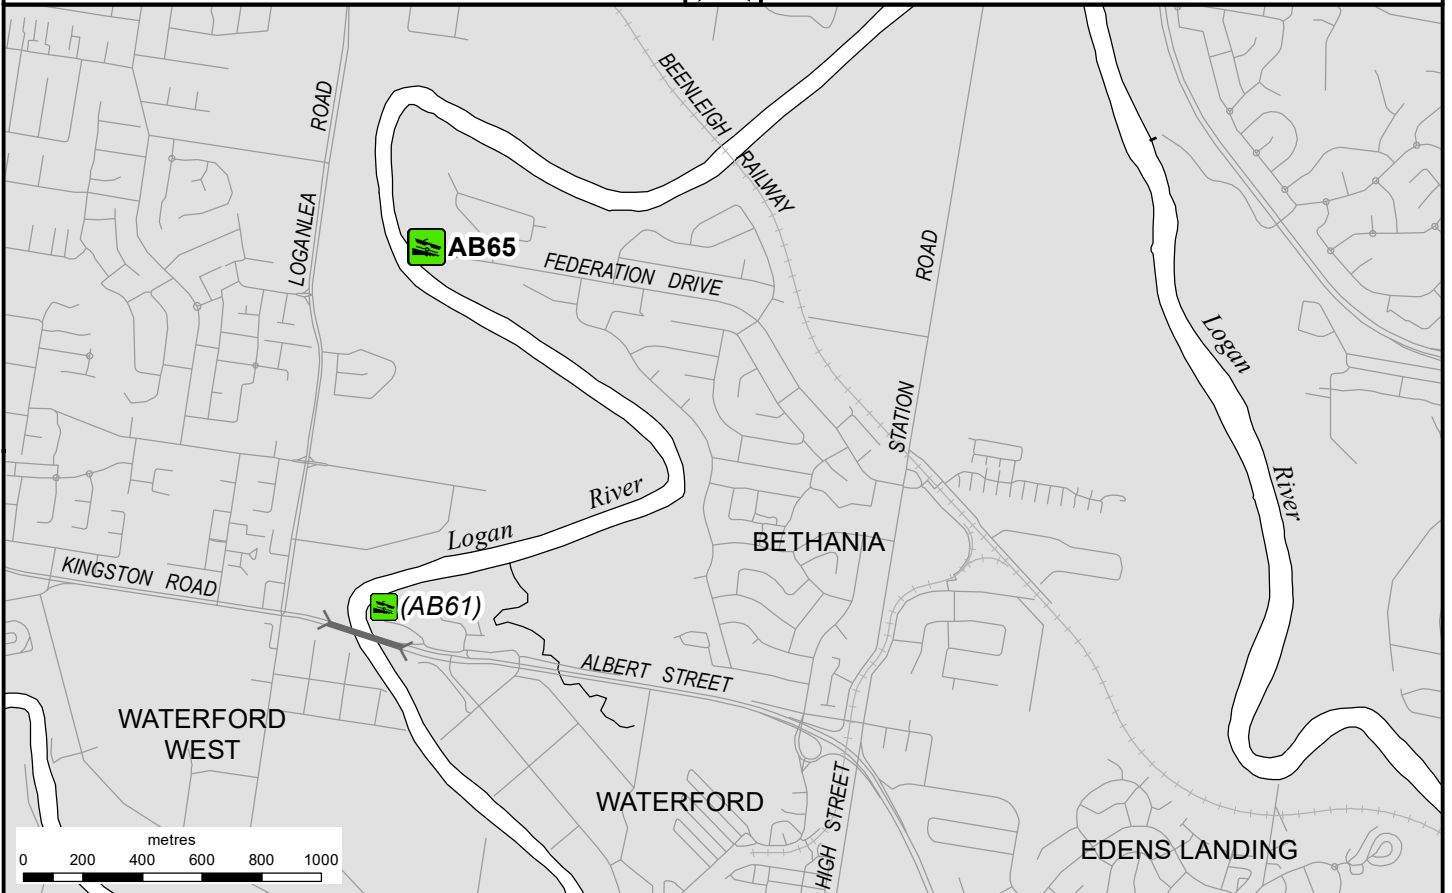 BEENLEIGH RAILWAY
LOGANLEA ROAD
AB65
FEDERATION DRIVE
STATION ROAD
Logan River
Logan River
BETHANIA
KINGSTON ROAD
(AB61)
ALBERT STREET
WATERFORD
WEST
WATERFORD
HIGH STREET
EDENS LANDING
metres
0 200 400 600 800 1000